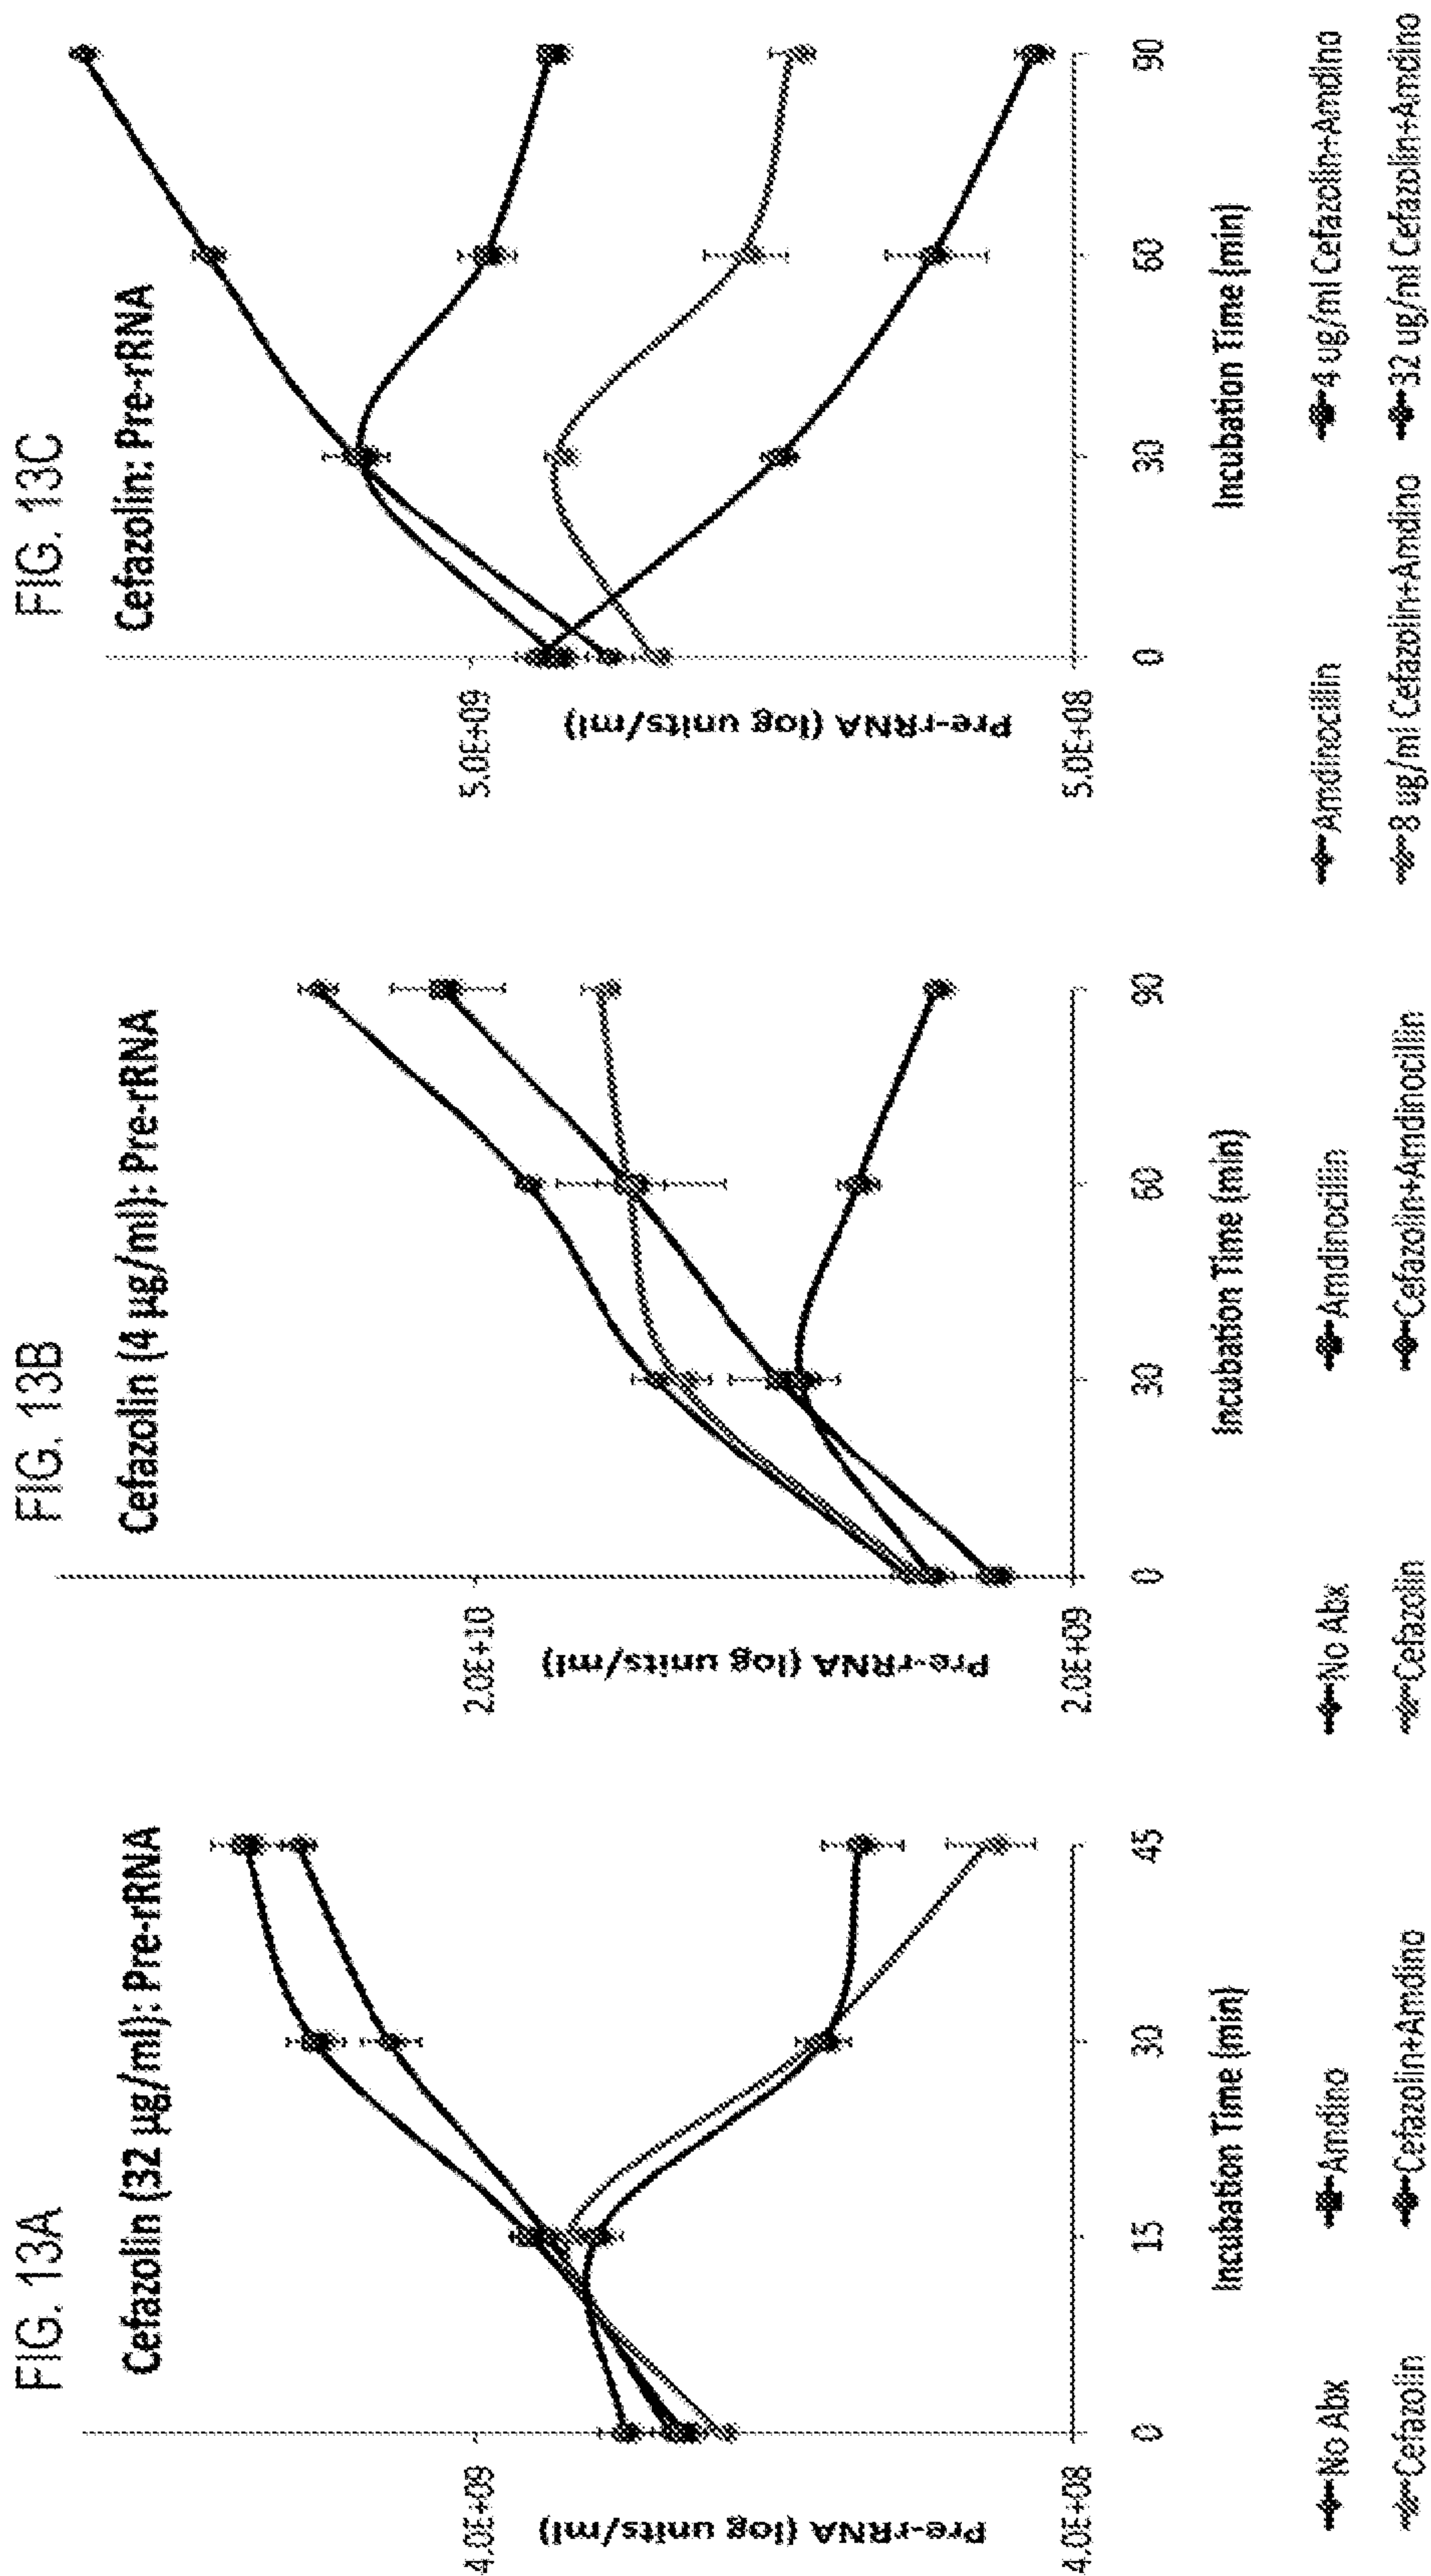 FIG. 13A
Cefazolin (32 µg/ml): Pre-rRNA
Pre-rRNA (log units/ml)
4.0E+09
4.0E+08
0
15
30
45
Incubation Time (min)
No Abx
Amdino
Cefazolin
Cefazolin+Amdino
FIG. 13B
Cefazolin (4 µg/ml): Pre-rRNA
Pre-rRNA (log units/ml)
2.0E+10
2.0E+09
0
30
60
90
Incubation Time (min)
No Abx
Amdinocillin
Cefazolin
Cefazolin+Amdinocillin
FIG. 13C
Cefazolin: Pre-rRNA
Pre-rRNA (log units/ml)
5.0E+09
5.0E+08
0
30
60
90
Incubation Time (min)
Amdinocillin
4 ug/ml Cefazolin+Amdino
8 ug/ml Cefazolin+Amdino
32 ug/ml Cefazolin+Amdino